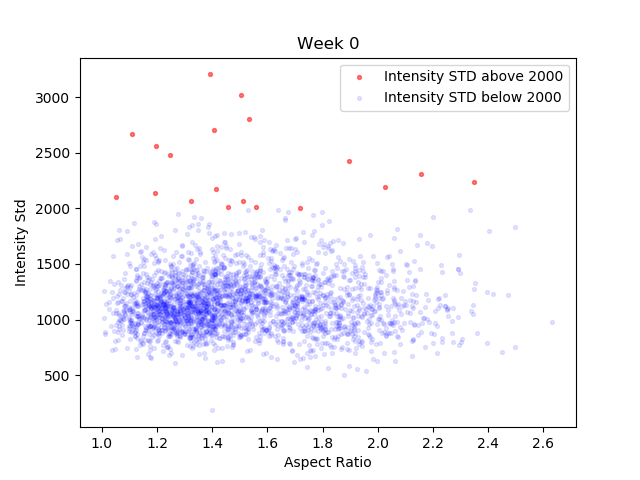 Week 0
Intensity STD above 2000
Intensity STD below 2000
3000
2500
2000
1500
1000
500
Intensity Std
1.0 1.2 1.4 1.6 1.8 2.0 2.2 2.4 2.6
Aspect Ratio